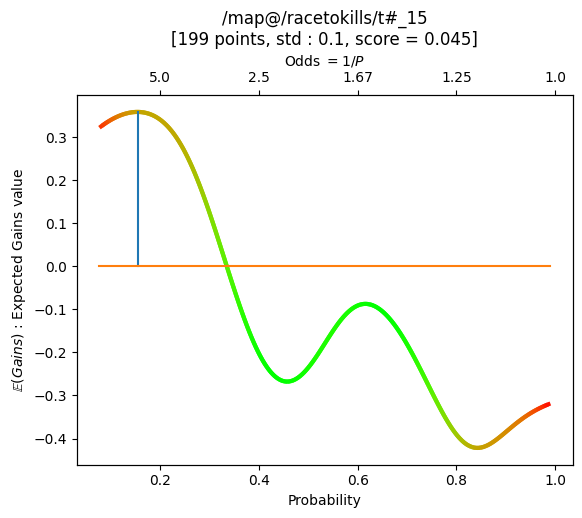 /map@/racetokills/t#_15
[199 points, std : 0.1, score = 0.045]
Odds = 1/P
5.0 2.5 1.67 1.25 1.0
0.3
0.2
0.1
0.0
−0.1
−0.2
−0.3
−0.4
𝔼(Gains) : Expected Gains value
0.2 0.4 0.6 0.8 1.0
Probability